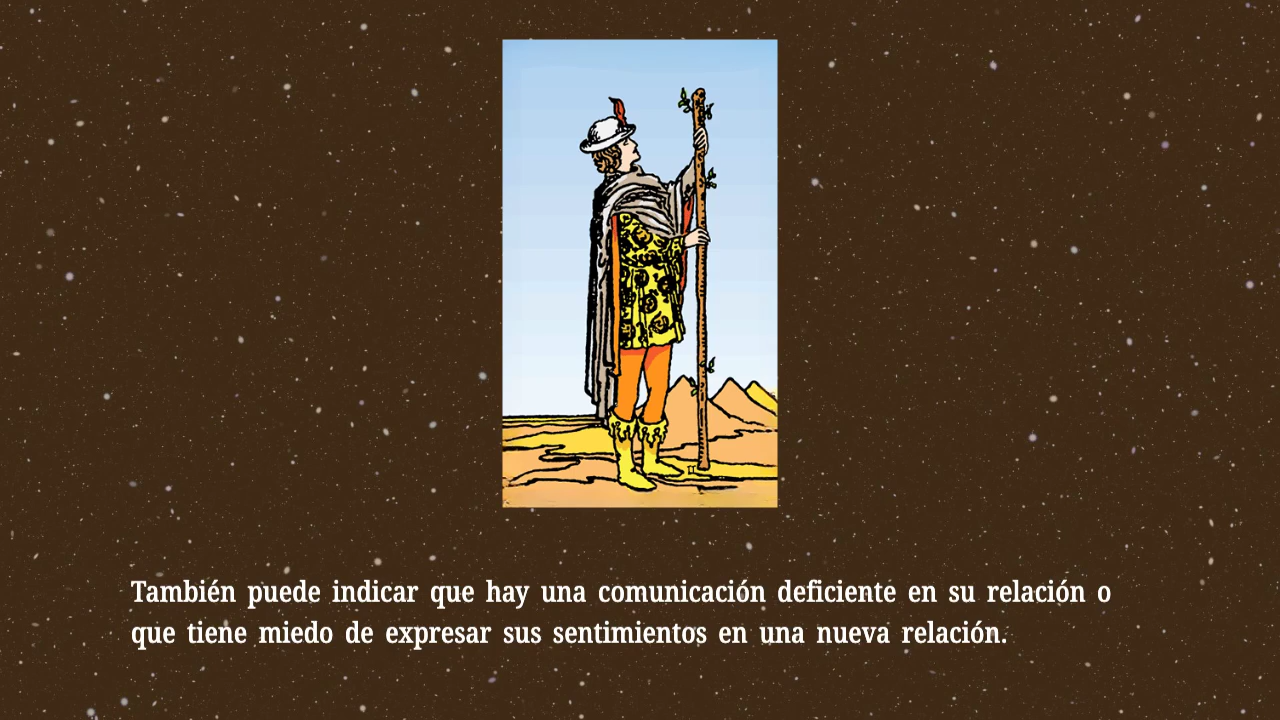 También puede indicar que hay una comunicación deficiente en su relación o
que tiene miedo de expresar sus sentimientos en una nueva relación.